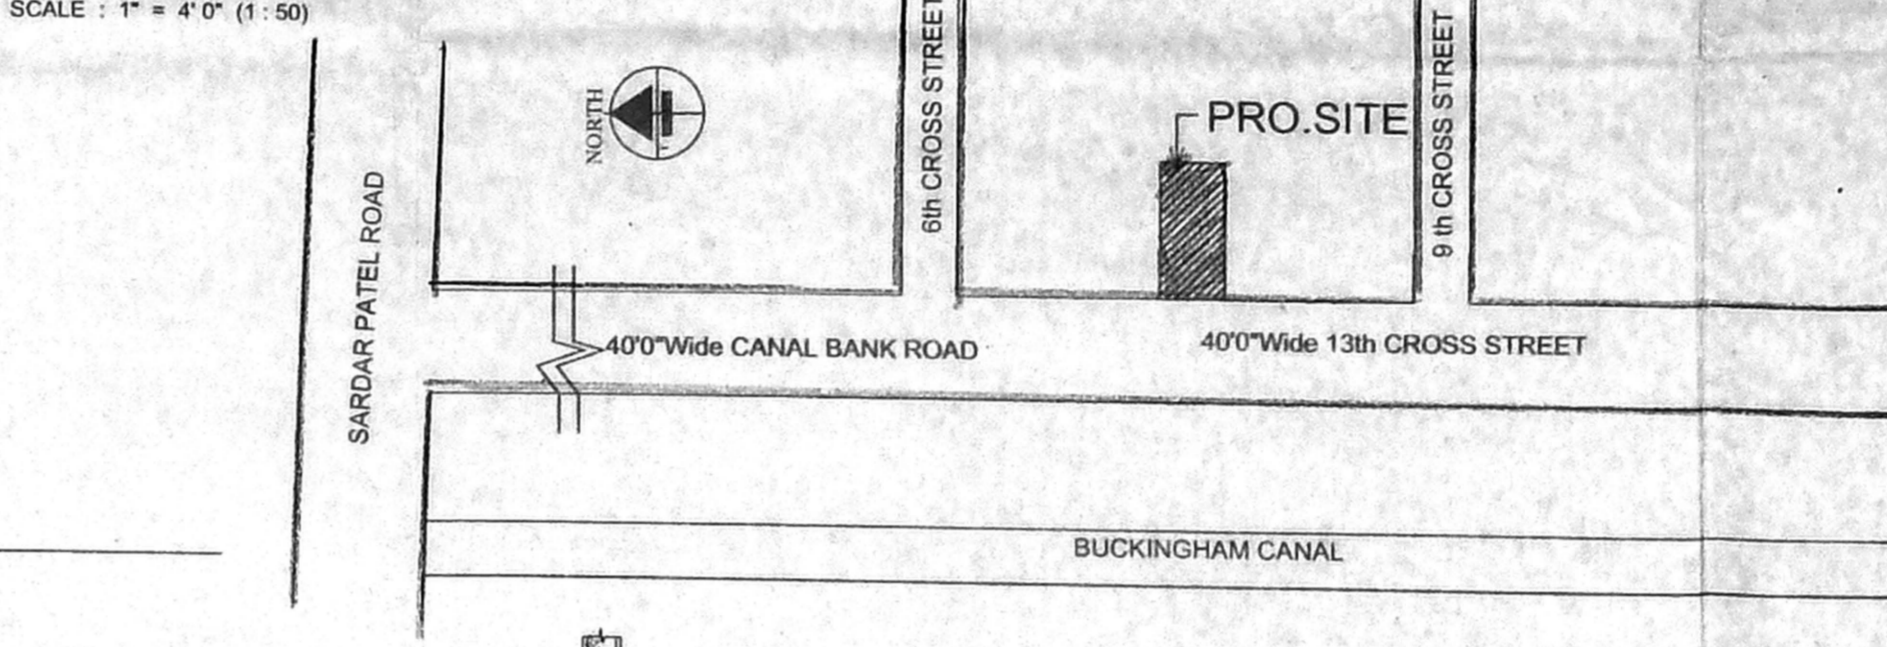 SCALE : 1" = 4' 0" (1 : 50)
NORTH
SARDAR PATEL ROAD
6th CROSS STREET
PRO.SITE
9 th CROSS STREET
40'0"Wide CANAL BANK ROAD
40'0"Wide 13th CROSS STREET
BUCKINGHAM CANAL